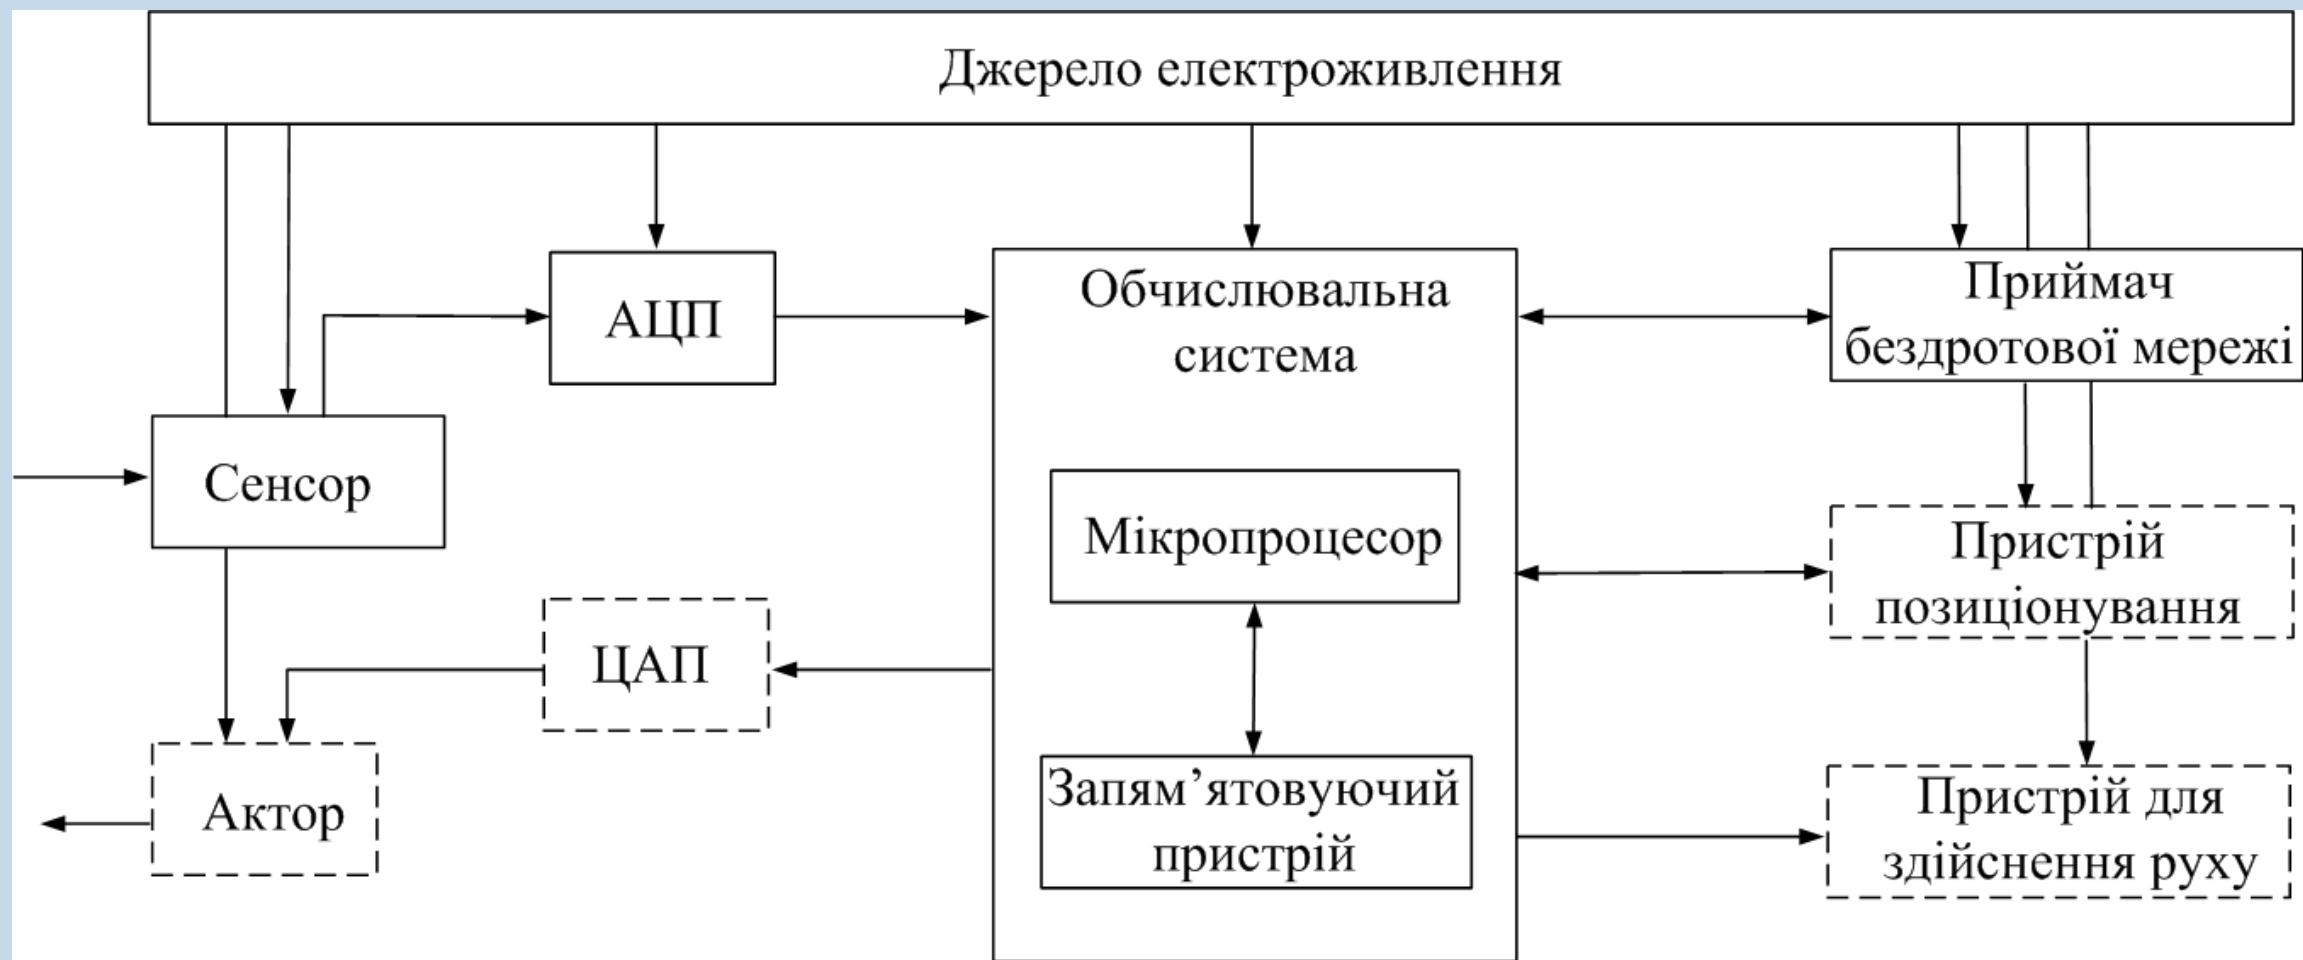 Джерело електроживлення
АЦП
Обчислювальна
система
Приймач
бездротової мережі
Сенсор
Мікропроцесор
Пристрій
позиціонування
ЦАП
Актор
Запям’ятовуючий
пристрій
Пристрій для
здійснення руху